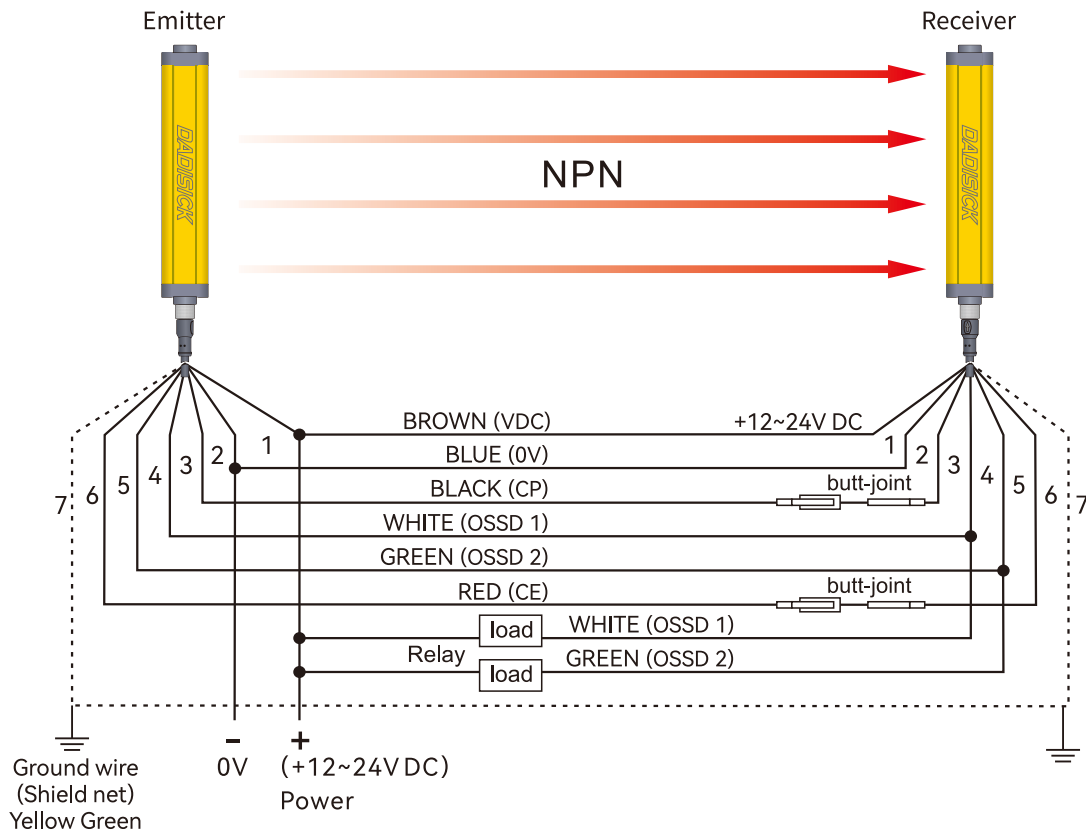 Emitter
Receiver
DADISICK
DADISICK
NPN
BROWN (VDC)
+12~24V DC
BLUE (0V)
BLACK (CP)
butt-joint
WHITE (OSSD 1)
GREEN (OSSD 2)
RED (CE)
butt-joint
7 6 5 4 3 2 1
1 2 3 4 5 6 7
load
WHITE (OSSD 1)
Relay
load
GREEN (OSSD 2)
- +
0V
(+12~24V DC)
Power
Ground wire
(Shield net)
Yellow Green